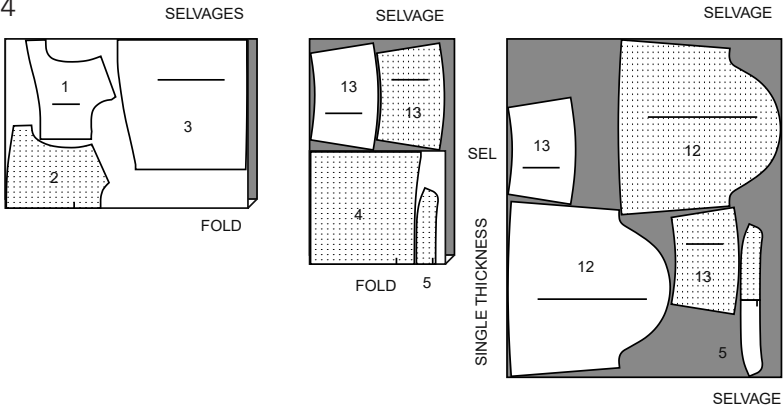 4
SELVAGES
1
3
2
FOLD
SELVAGE
13
13
4
FOLD
5
SELVAGE
SEL
SINGLE THICKNESS
13
12
12
13
5
SELVAGE